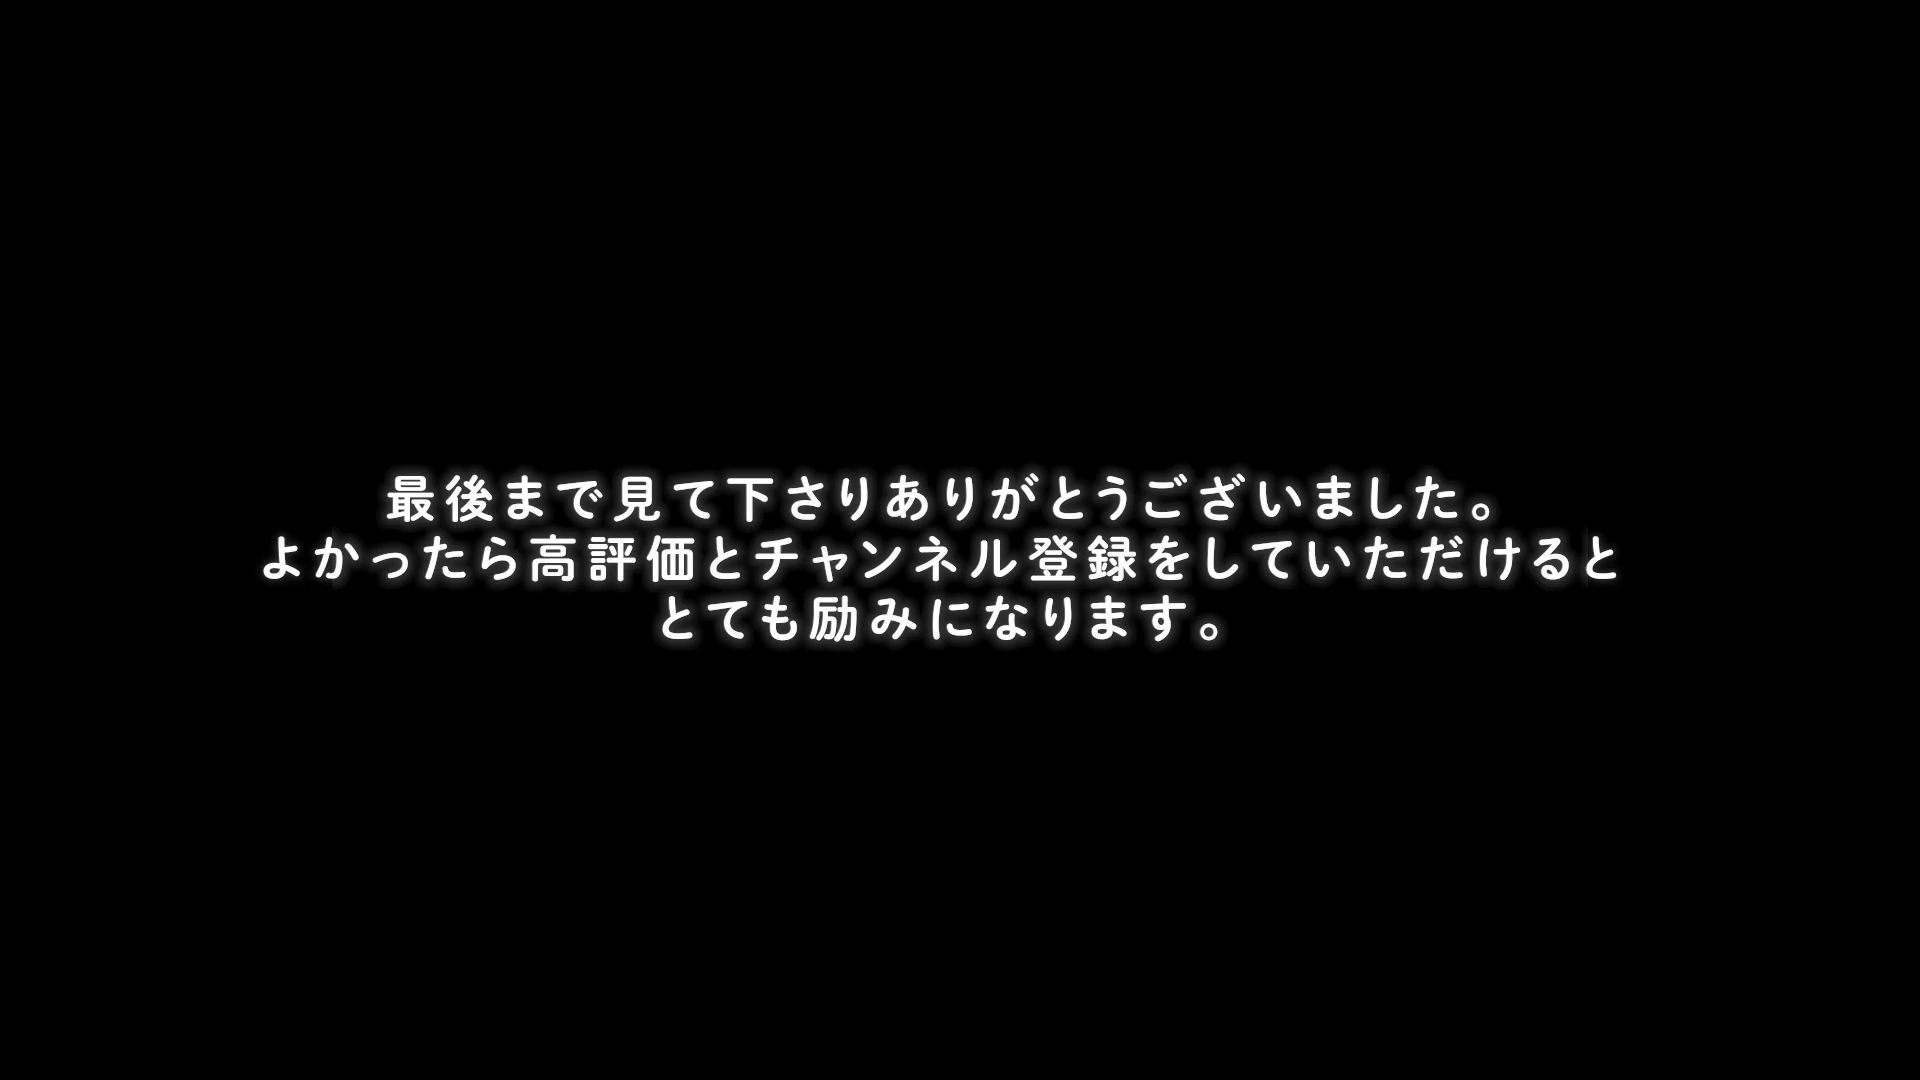 最後まで見て下さりありがとうございました。
よかったら高評価とチャンネル登録をしていただけると
とても励みになります。